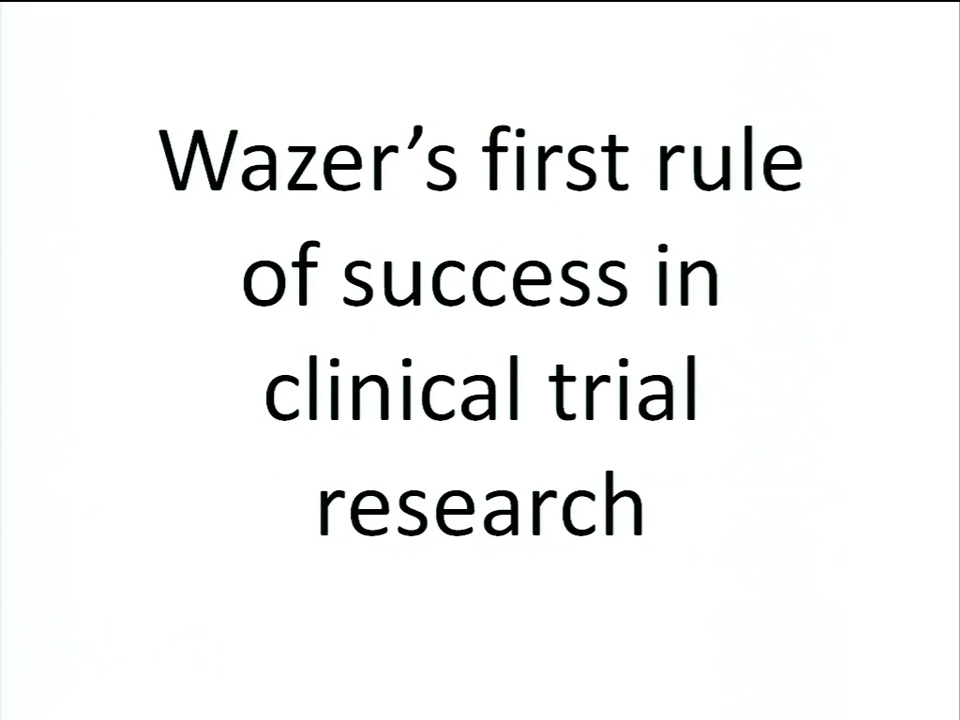 Wazer’s first rule
of success in
clinical trial
research